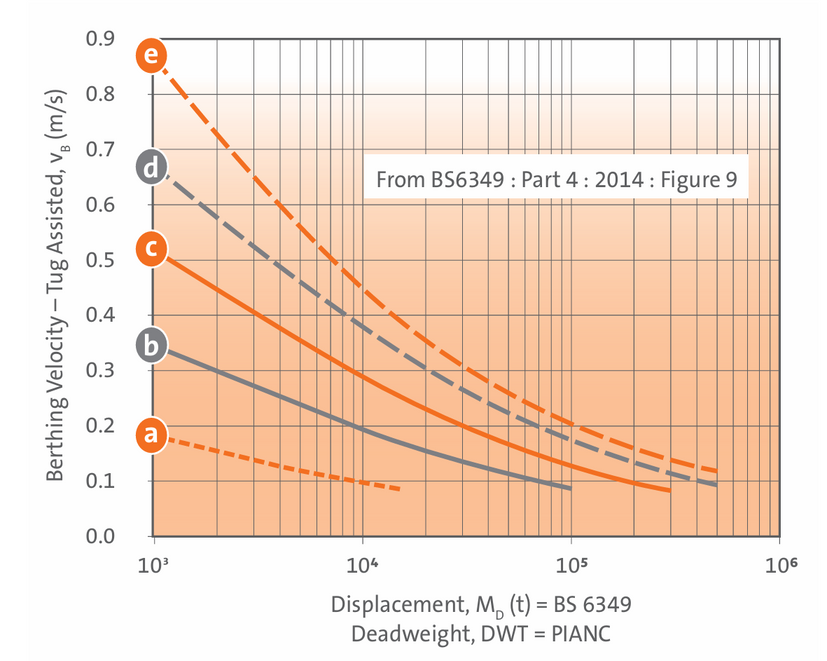 0.9
0.8
0.7
0.6
0.5
0.4
0.3
0.2
0.1
0.0
Berthing Velocity – Tug Assisted, vB (m/s)
e
d
c
b
a
From BS6349 : Part 4 : 2014 : Figure 9
10³ 10⁴ 10⁵ 10⁶
Displacement, MD (t) = BS 6349
Deadweight, DWT = PIANC